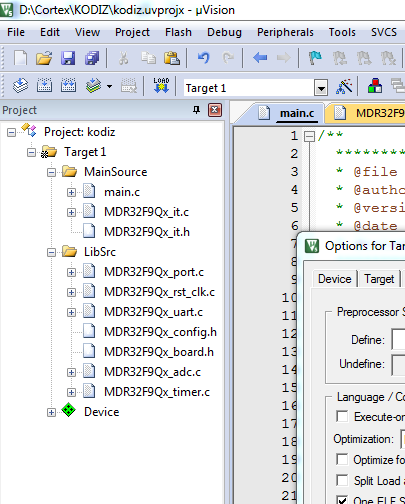 D:\Cortex\KODIZ\kodiz.uvprojx - µVision
File Edit View Project Flash Debug Peripherals Tools SVCS
LOAD Target 1
Project
main.c MDR32F9
Project: kodiz
Target 1
MainSource
main.c
MDR32F9Qx_it.c
MDR32F9Qx_it.h
LibSrc
MDR32F9Qx_port.c
MDR32F9Qx_rst_clk.c
MDR32F9Qx_uart.c
MDR32F9Qx_config.h
MDR32F9Qx_board.h
MDR32F9Qx_adc.c
MDR32F9Qx_timer.c
Device
1 /**
2 **********
3 * @file
4 * @autho
5 * @versi
6 * @date
7
8
9
10
11
12
13
14
15
16
17
18
19
20
21
Options for Tar
Device Target
Preprocessor S
Define:
Undefine:
Language / Co
Execute-or
Optimization:
Optimize fo
Split Load a
One ELF S